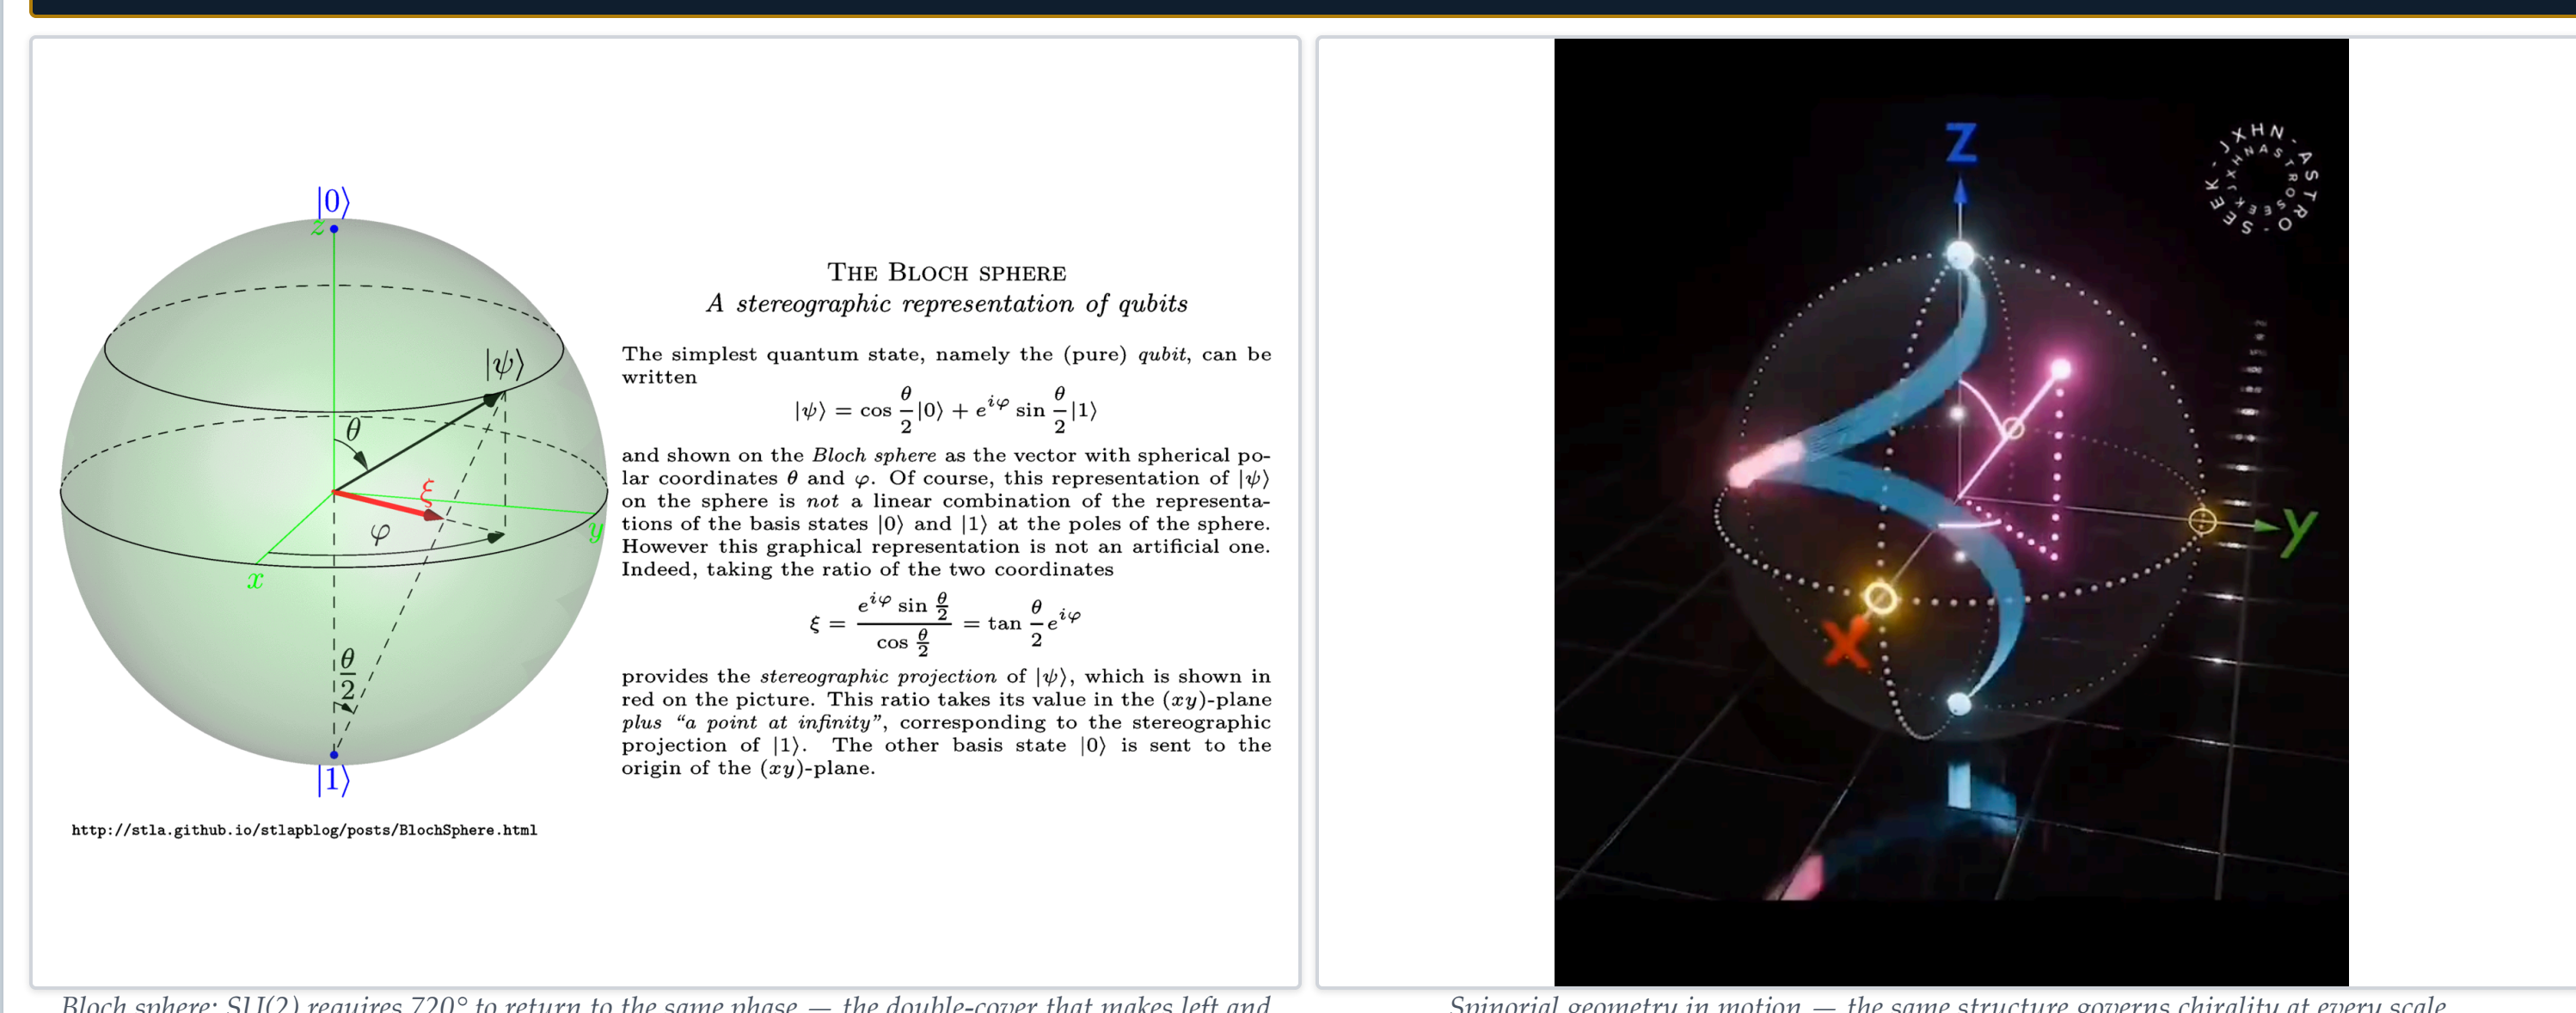 |0⟩
z
|ψ⟩
θ
ξ
φ
y
x
θ/2
|1⟩
http://stla.github.io/stlapblog/posts/BlochSphere.html
THE BLOCH SPHERE
A stereographic representation of qubits
The simplest quantum state, namely the (pure) qubit, can be
written
|ψ⟩ = cos θ/2 |0⟩ + e^{iφ} sin θ/2 |1⟩
and shown on the Bloch sphere as the vector with spherical po-
lar coordinates θ and φ. Of course, this representation of |ψ⟩
on the sphere is not a linear combination of the representa-
tions of the basis states |0⟩ and |1⟩ at the poles of the sphere.
However this graphical representation is not an artificial one.
Indeed, taking the ratio of the two coordinates
ξ = (e^{iφ} sin θ/2) / (cos θ/2) = tan θ/2 e^{iφ}
provides the stereographic projection of |ψ⟩, which is shown in
red on the picture. This ratio takes its value in the (xy)-plane
plus “a point at infinity”, corresponding to the stereographic
projection of |1⟩. The other basis state |0⟩ is sent to the
origin of the (xy)-plane.
Z
JXHN - ASTRO - SEEK -
JXHNASTROSEEK
y
X
Bloch sphere: SU(2) requires 720° to return to the same phase — the double-cover that makes left and
Spinorial geometry in motion — the same structure governs chirality at every scale